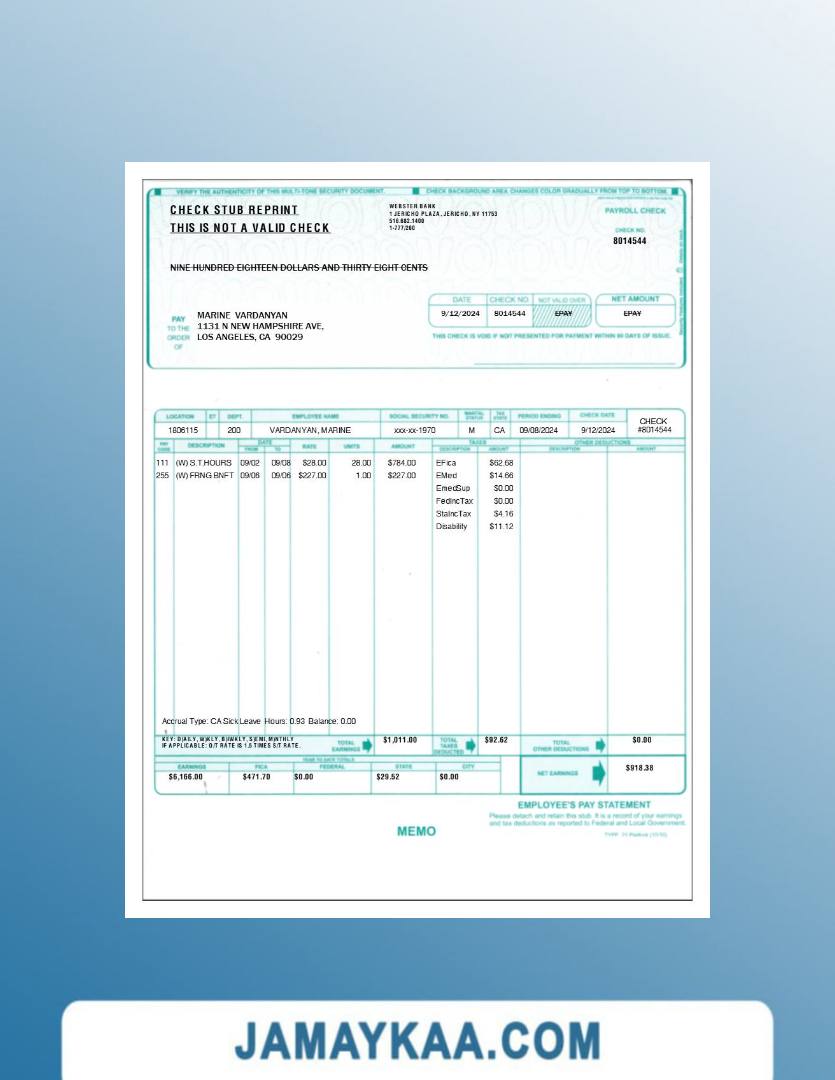 VERIFY THE AUTHENTICITY OF THIS MULTI-TONE SECURITY DOCUMENT. CHECK BACKGROUND AREA CHANGES COLOR GRADUALLY FROM TOP TO BOTTOM.
CHECK STUB REPRINT
THIS IS NOT A VALID CHECK
WEBSTER BANK
1 JERICHO PLAZA, JERICHO, NY 11753
516.682.1400
1-777/260
PAYROLL CHECK
CHECK NO.
8014544
NINE HUNDRED EIGHTEEN DOLLARS AND THIRTY EIGHT CENTS
DATE CHECK NO. NOT VALID OVER NET AMOUNT
9/12/2024 8014544 EPAY EPAY
PAY
TO THE
ORDER
OF
MARINE VARDANYAN
1131 N NEW HAMPSHIRE AVE,
LOS ANGELES, CA 90029
THIS CHECK IS VOID IF NOT PRESENTED FOR PAYMENT WITHIN 90 DAYS OF ISSUE.
LOCATION ET DEPT. EMPLOYEE NAME SOCIAL SECURITY NO. MARITAL STATUS TAX STATE PERIOD ENDING CHECK DATE CHECK
1806115 200 VARDANYAN, MARINE xxx-xx-1970 M CA 09/08/2024 9/12/2024 #8014544
PAY CODE DESCRIPTION DATE FROM TO RATE UNITS AMOUNT TAXES DESCRIPTION AMOUNT OTHER DEDUCTIONS DESCRIPTION AMOUNT
111 (W) S.T.HOURS 09/02 09/08 $28.00 28.00 $784.00 EFica $62.68
255 (W) FRNG BNFT 09/06 09/06 $227.00 1.00 $227.00 EMed $14.66
EmedSup $0.00
FedIncTax $0.00
StaIncTax $4.16
Disability $11.12
Accrual Type: CA Sick Leave Hours: 0.93 Balance: 0.00
KEY: D)AILY, W)KLY, B)IWKLY, S)EMI, M)NTHLY
IF APPLICABLE: O/T RATE IS 1.5 TIMES S/T RATE.
TOTAL EARNINGS $1,011.00 TOTAL TAXES DEDUCTED $92.62 TOTAL OTHER DEDUCTIONS $0.00
YEAR TO DATE TOTALS
EARNINGS FICA FEDERAL STATE CITY
$6,166.00 $471.70 $0.00 $29.52 $0.00
NET EARNINGS $918.38
EMPLOYEE'S PAY STATEMENT
Please detach and retain this stub. It is a record of your earnings
and tax deductions as reported to Federal and Local Government.
MEMO
JAMAYKAA.COM